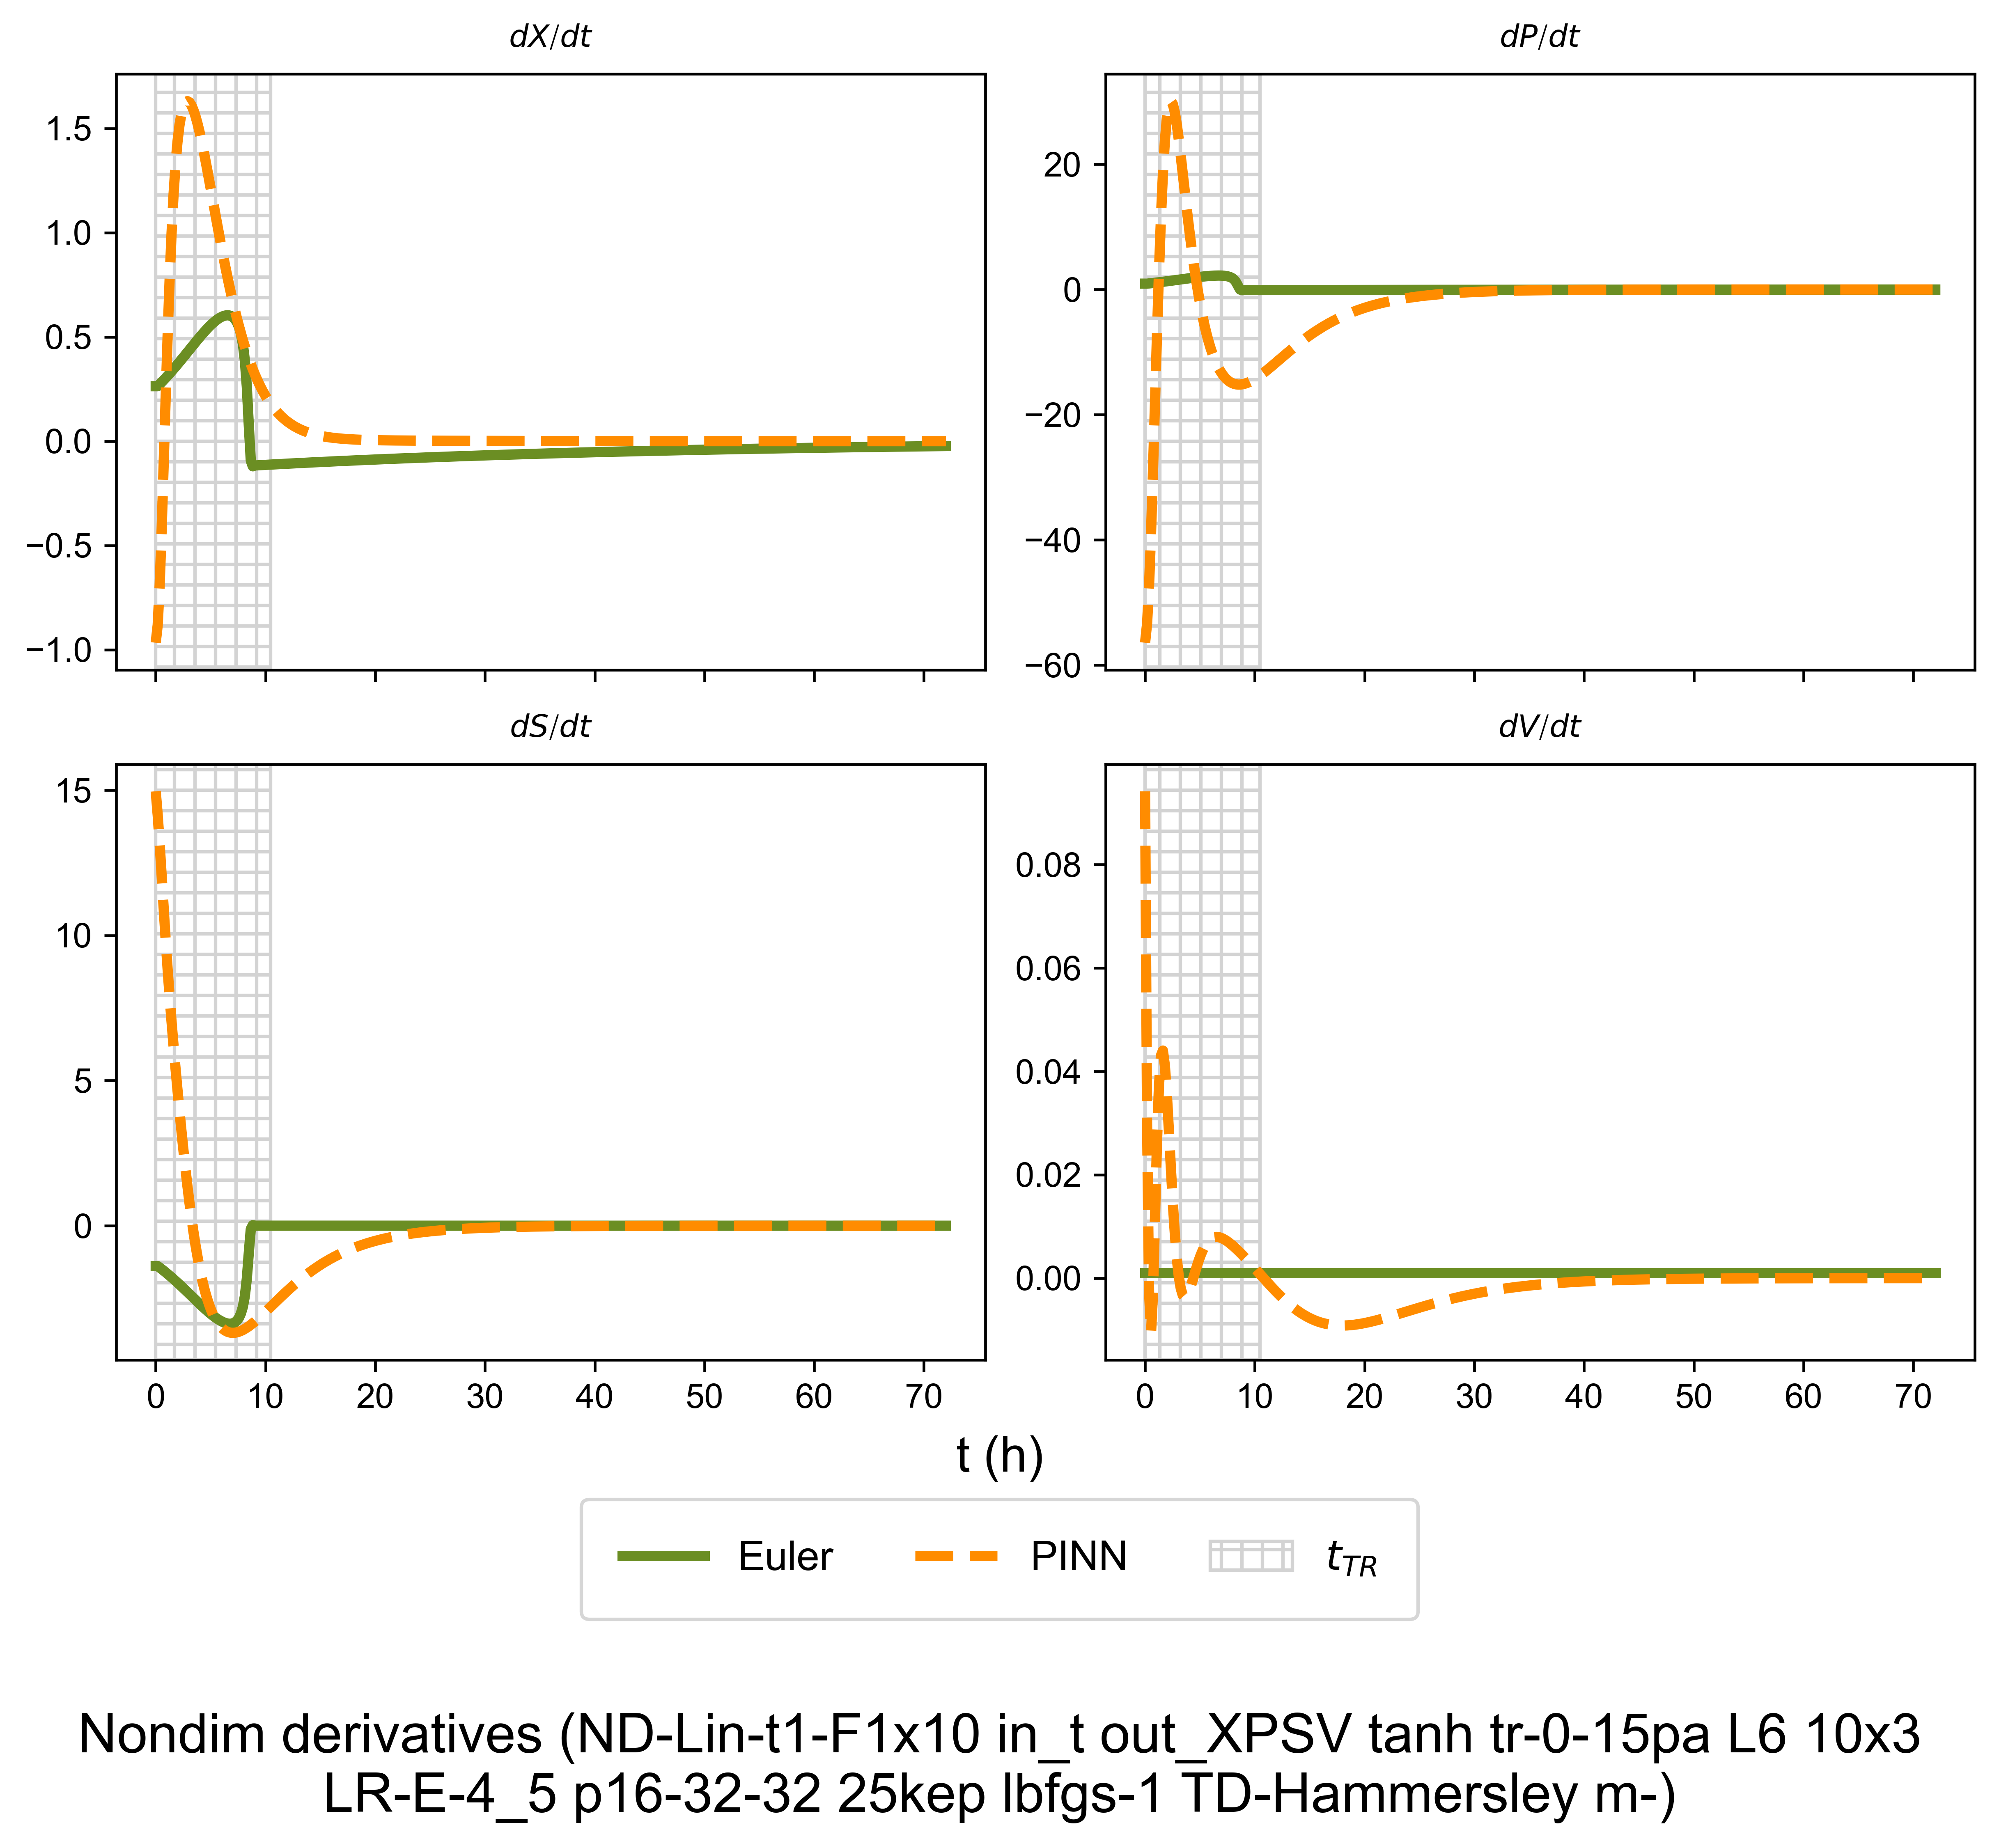 dX/dt
dP/dt
1.5
1.0
0.5
0.0
−0.5
−1.0
20
0
−20
−40
−60
dS/dt
dV/dt
15
10
5
0
0.08
0.06
0.04
0.02
0.00
0 10 20 30 40 50 60 70
0 10 20 30 40 50 60 70
t (h)
Euler PINN t_{TR}
Nondim derivatives (ND-Lin-t1-F1x10 in_t out_XPSV tanh tr-0-15pa L6 10x3
LR-E-4_5 p16-32-32 25kep lbfgs-1 TD-Hammersley m-)